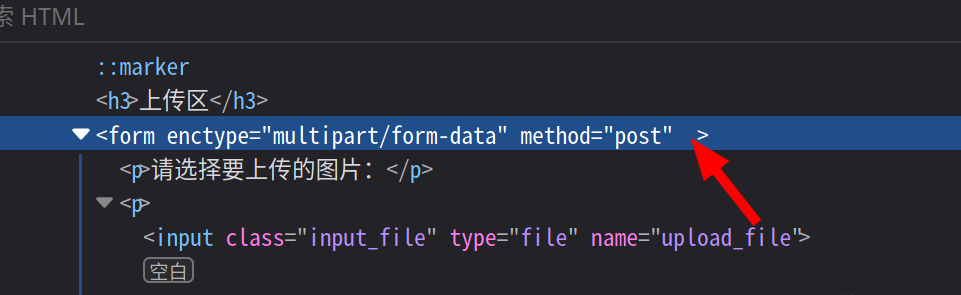 索 HTML
::marker
<h3>上传区</h3>
<form enctype="multipart/form-data" method="post" >
<p>请选择要上传的图片：</p>
<p>
<input class="input_file" type="file" name="upload_file">
空白